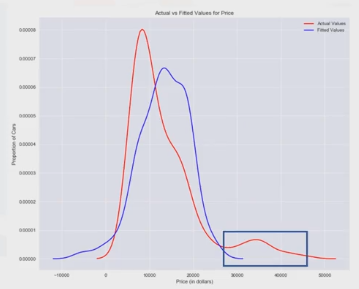 Actual vs Fitted Values for Price
Actual Values
Fitted Values
0.00008
0.00007
0.00006
0.00005
0.00004
0.00003
0.00002
0.00001
0.00000
Proportion of Cars
-10000 0 10000 20000 30000 40000 50000
Price (in dollars)